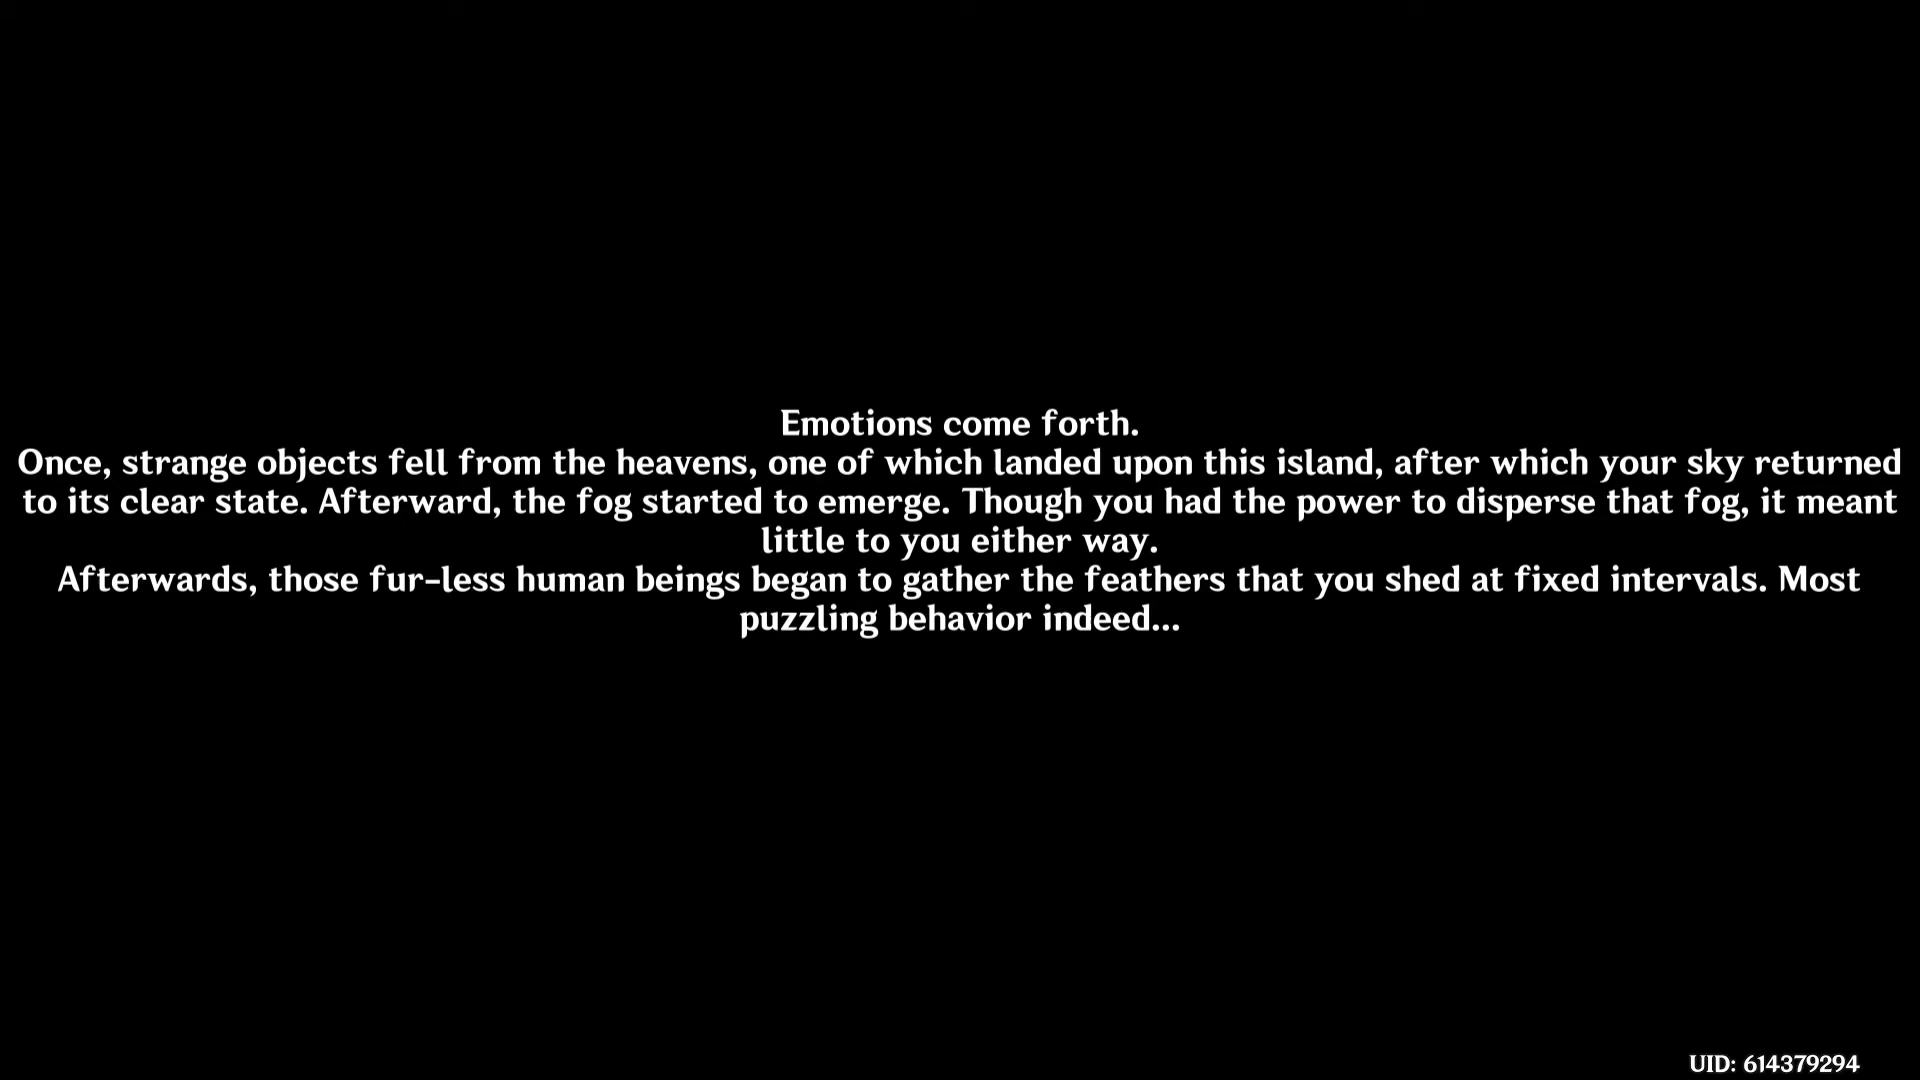 Emotions come forth.
Once, strange objects fell from the heavens, one of which landed upon this island, after which your sky returned
to its clear state. Afterward, the fog started to emerge. Though you had the power to disperse that fog, it meant
little to you either way.
Afterwards, those fur-less human beings began to gather the feathers that you shed at fixed intervals. Most
puzzling behavior indeed...
UID: 614379294